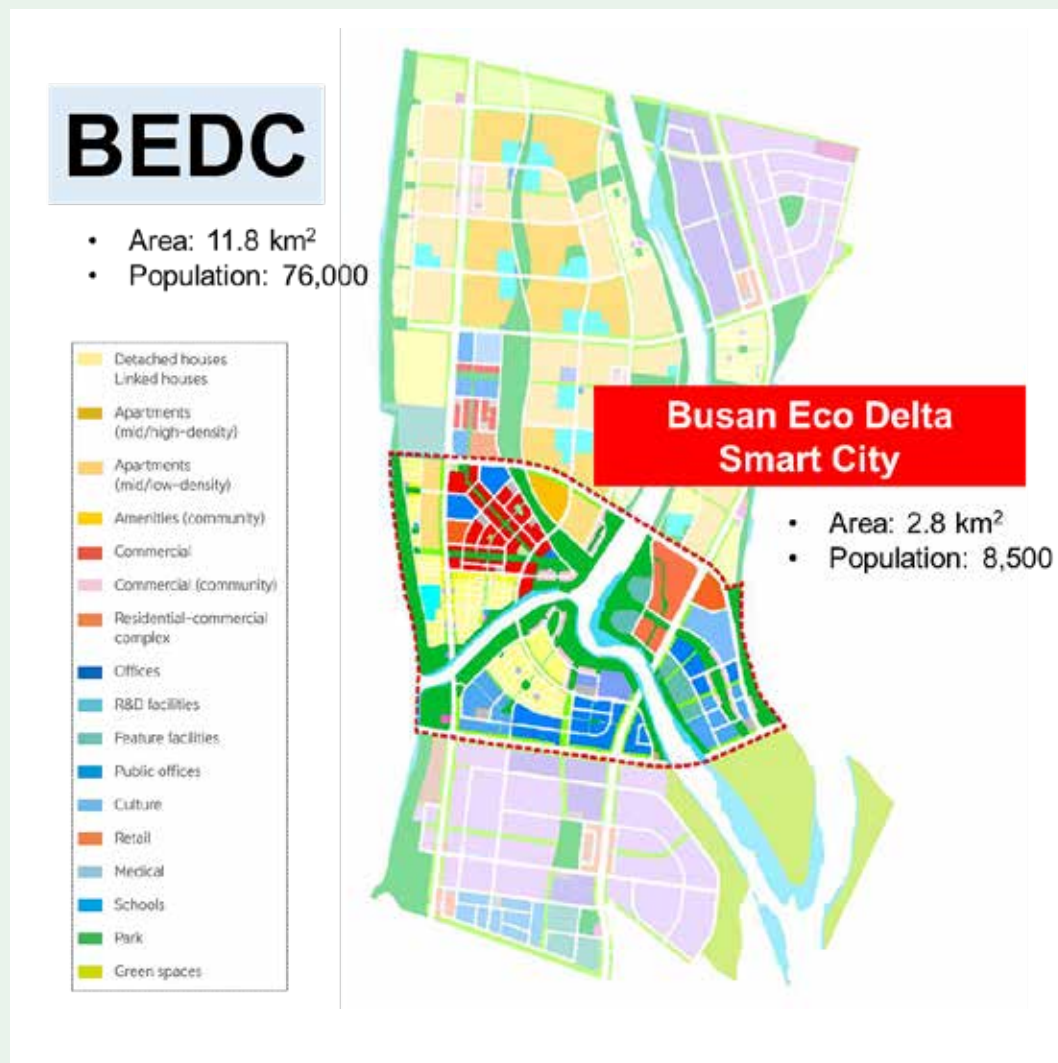 BEDC
• Area: 11.8 km²
• Population: 76,000
Detached houses
Linked houses
Apartments
(mid/high-density)
Apartments
(mid/low-density)
Amenities (community)
Commercial
Commercial (community)
Residential-commercial
complex
Offices
R&D facilities
Feature facilities
Public offices
Culture
Retail
Medical
Schools
Park
Green spaces
Busan Eco Delta
Smart City
• Area: 2.8 km²
• Population: 8,500